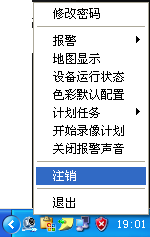 修改密码
报警
地图显示
设备运行状态
色彩默认配置
计划任务
开始录像计划
关闭报警声音
注销
退出
19:01